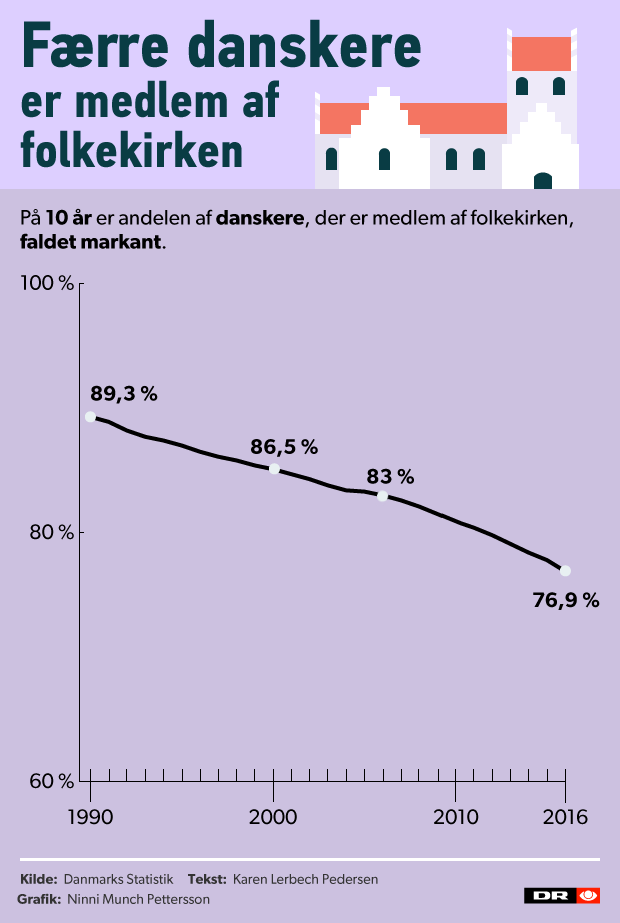 Færre danskere
er medlem af
folkekirken
På 10 år er andelen af danskere, der er medlem af folkekirken,
faldet markant.
100 %
89,3 %
86,5 %
83 %
80 %
76,9 %
60 %
1990 2000 2010 2016
Kilde: Danmarks Statistik Tekst: Karen Lerbech Pedersen
Grafik: Ninni Munch Pettersson
DR